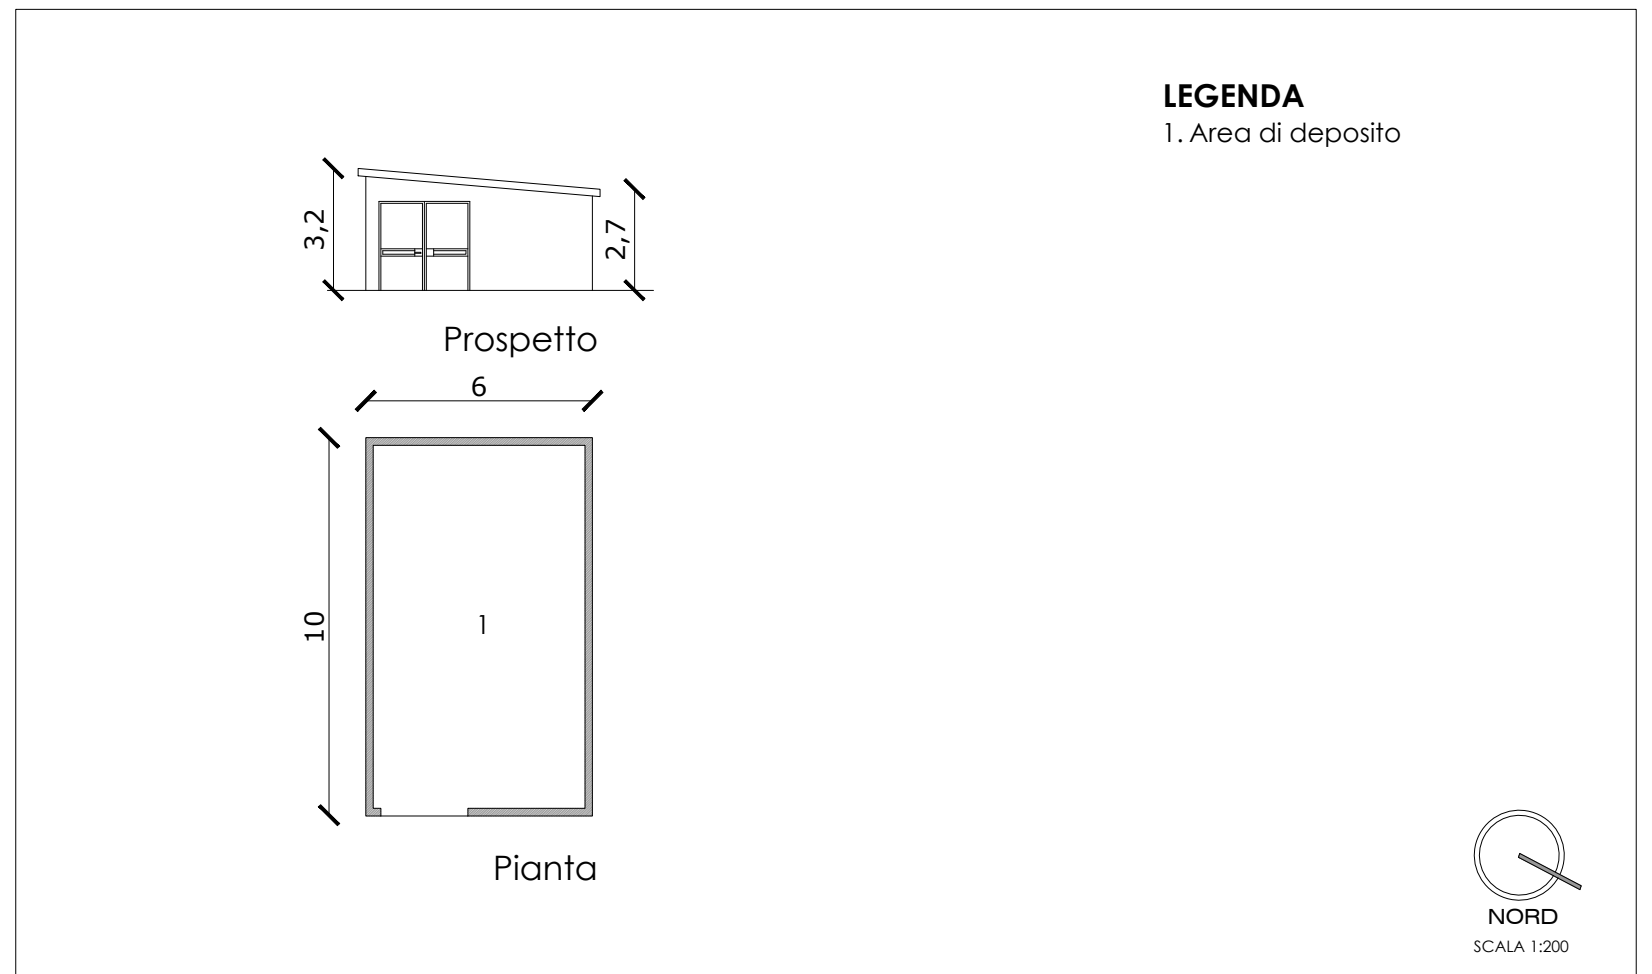 LEGENDA
1. Area di deposito
3,2
2,7
Prospetto
6
10
1
Pianta
NORD
SCALA 1:200